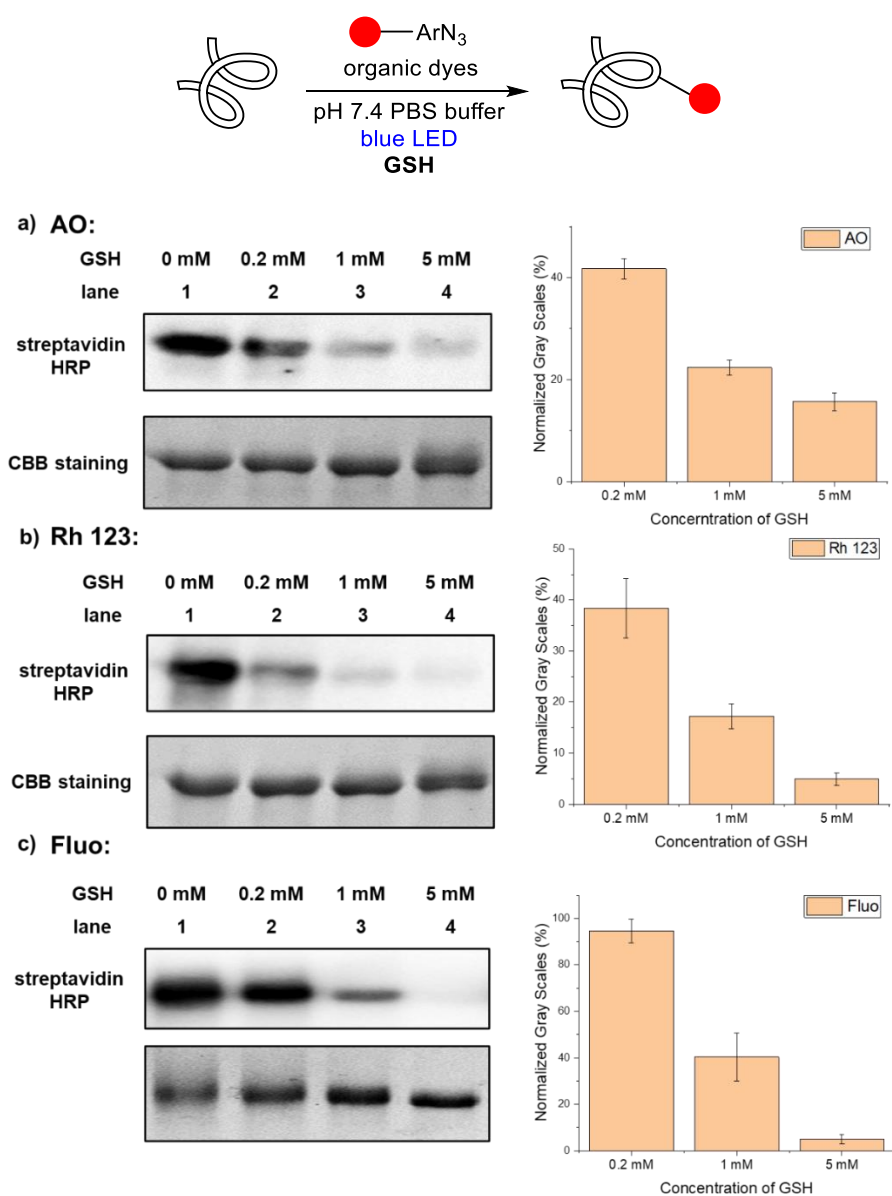 ArN3
organic dyes
pH 7.4 PBS buffer
blue LED
GSH
a) AO:
GSH 0 mM 0.2 mM 1 mM 5 mM
lane 1 2 3 4
streptavidin
HRP
CBB staining
AO
Normalized Gray Scales (%)
40
20
0
0.2 mM 1 mM 5 mM
Concerntration of GSH
b) Rh 123:
GSH 0 mM 0.2 mM 1 mM 5 mM
lane 1 2 3 4
streptavidin
HRP
CBB staining
Rh 123
Normalized Gray Scales (%)
50
40
30
20
10
0
0.2 mM 1 mM 5 mM
Concentration of GSH
c) Fluo:
GSH 0 mM 0.2 mM 1 mM 5 mM
lane 1 2 3 4
streptavidin
HRP
Fluo
Normalized Gray Scales (%)
100
80
60
40
20
0
0.2 mM 1 mM 5 mM
Concentration of GSH